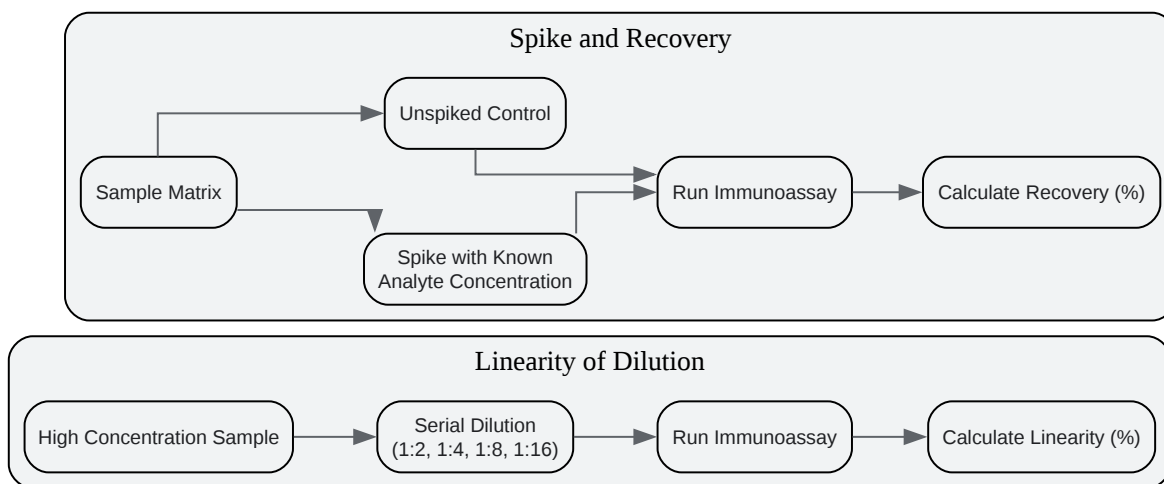 Spike and Recovery
Unspiked Control
Sample Matrix
Run Immunoassay
Calculate Recovery (%)
Spike with Known
Analyte Concentration
Linearity of Dilution
High Concentration Sample
Serial Dilution
(1:2, 1:4, 1:8, 1:16)
Run Immunoassay
Calculate Linearity (%)